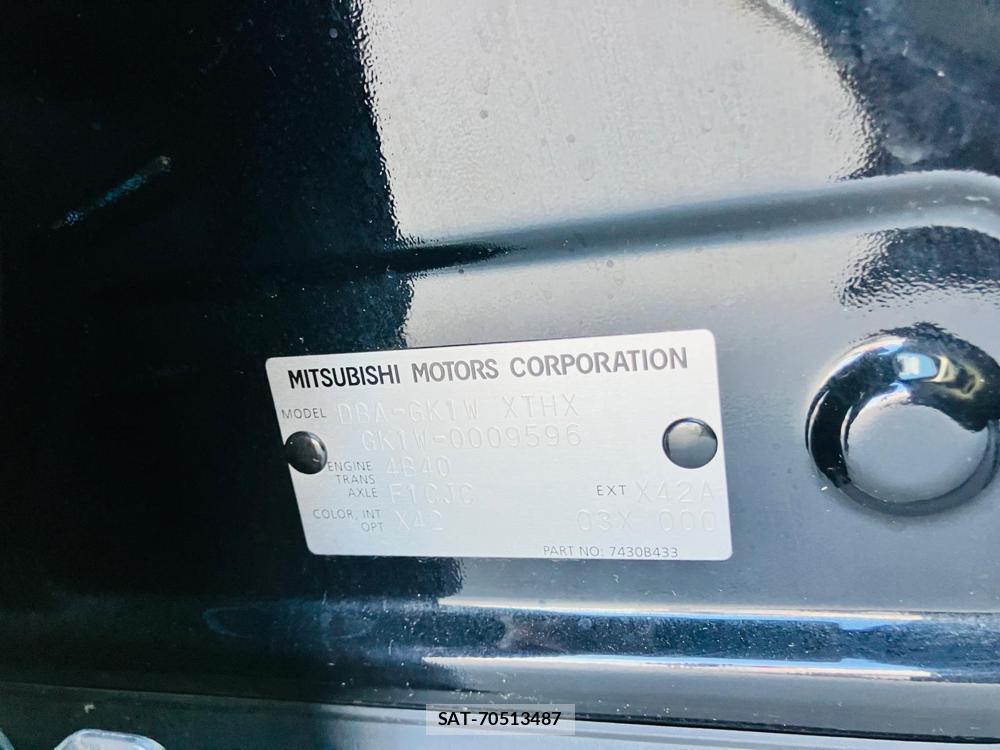 MITSUBISHI MOTORS CORPORATION
MODEL DBA-GK1W XTHX
GK1W-0009596
ENGINE 4B40
TRANS
AXLE F1CJC EXT X42A
COLOR, INT X42 03X 000
OPT
PART NO: 7430B433
SAT-70513487